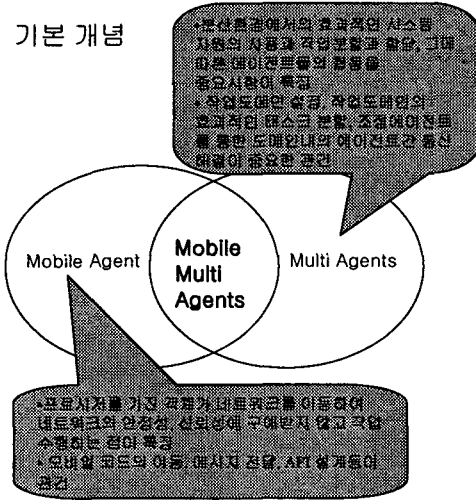 기본 개념
•분산환경에서의 효과적인 시스템
자원의 사용과 작업분할과 할당, 그에
따른 에이전트들의 협동을
중요시함이 특징
• 작업도메인 설정, 작업도메인의
효과적인 태스크 분할, 조정에이전트
를 통한 도메인내의 에이전트간 통신
해결이 중요한 관건
Mobile Agent
Mobile
Multi
Agents
Multi Agents
•프로시저를 가진 객체가 네트워크를 이동하여
네트워크의 안정성, 신뢰성에 구애받지 않고 작업
수행하는 점이 특징
• 모바일 코드의 이동, 메시지 전달, API 설계등이
관건